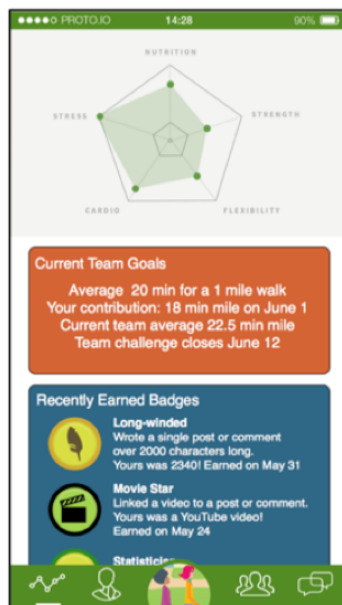 PROTO.IO 14:28 90%
NUTRITION
STRESS
STRENGTH
CARDIO
FLEXIBILITY
Current Team Goals
Average 20 min for a 1 mile walk
Your contribution: 18 min mile on June 1
Current team average 22.5 min mile
Team challenge closes June 12
Recently Earned Badges
Long-winded
Wrote a single post or comment
over 2000 characters long.
Yours was 2340! Earned on May 31
Movie Star
Linked a video to a post or comment.
Yours was a YouTube video!
Earned on May 24
Statistician